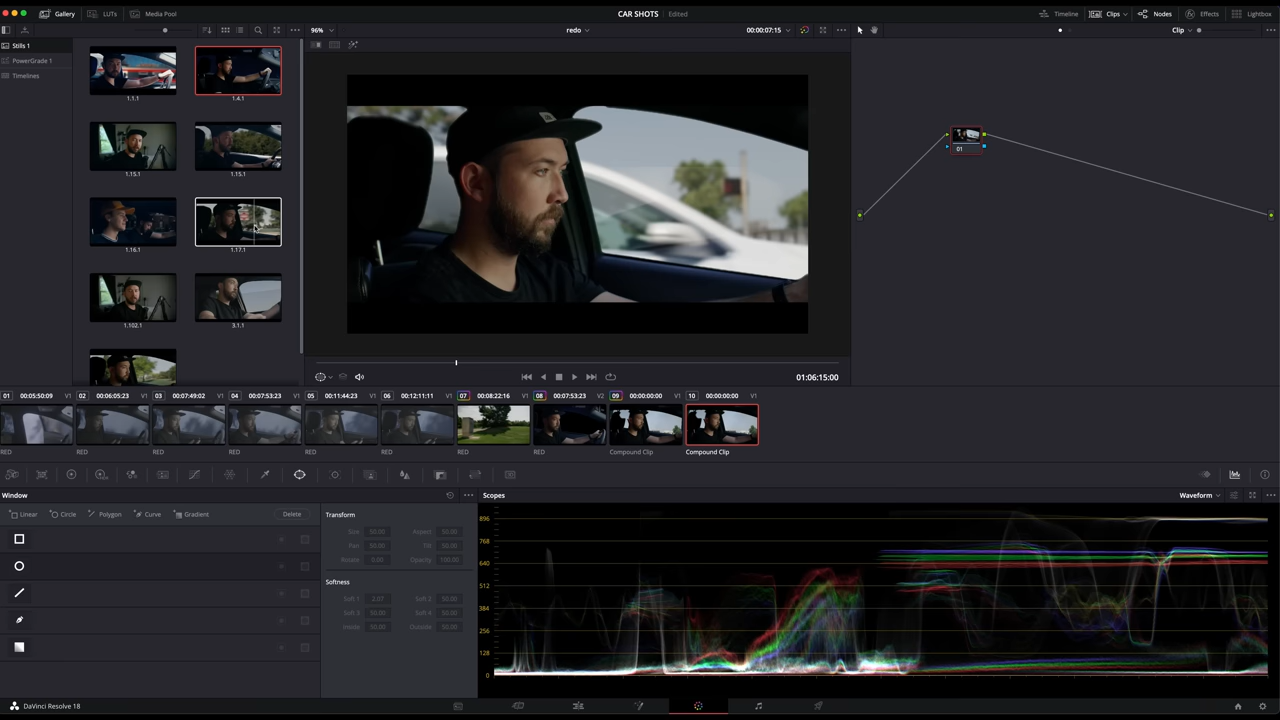 Gallery LUTs Media Pool CAR SHOTS Edited Timeline Clips Nodes Effects Lightbox
96% redo 00:00:07:15 Clip
Stills 1
PowerGrade 1
Timelines
1.1.1 1.4.1
1.15.1 1.15.1
1.16.1 1.17.1
1.102.1 3.1.1
01
01:06:15:00
01 00:05:50:09 V1 02 00:06:05:23 V1 03 00:07:49:02 V1 04 00:07:53:23 V1 05 00:11:44:23 V1 06 00:12:11:11 V1 07 00:08:22:16 V1 08 00:07:53:23 V2 09 00:00:00:00 V1 10 00:00:00:00 V1
RED RED RED RED RED RED RED RED Compound Clip Compound Clip
Window Scopes Waveform
Linear Circle Polygon Curve Gradient Delete
Transform
Size 50.00 Aspect 50.00
Pan 50.00 Tilt 50.00
Rotate 0.00 Opacity 100.00
Softness
Soft 1 2.07 Soft 2 50.00
Soft 3 50.00 Soft 4 50.00
Inside 50.00 Outside 50.00
896
768
640
512
384
256
128
0
DaVinci Resolve 18